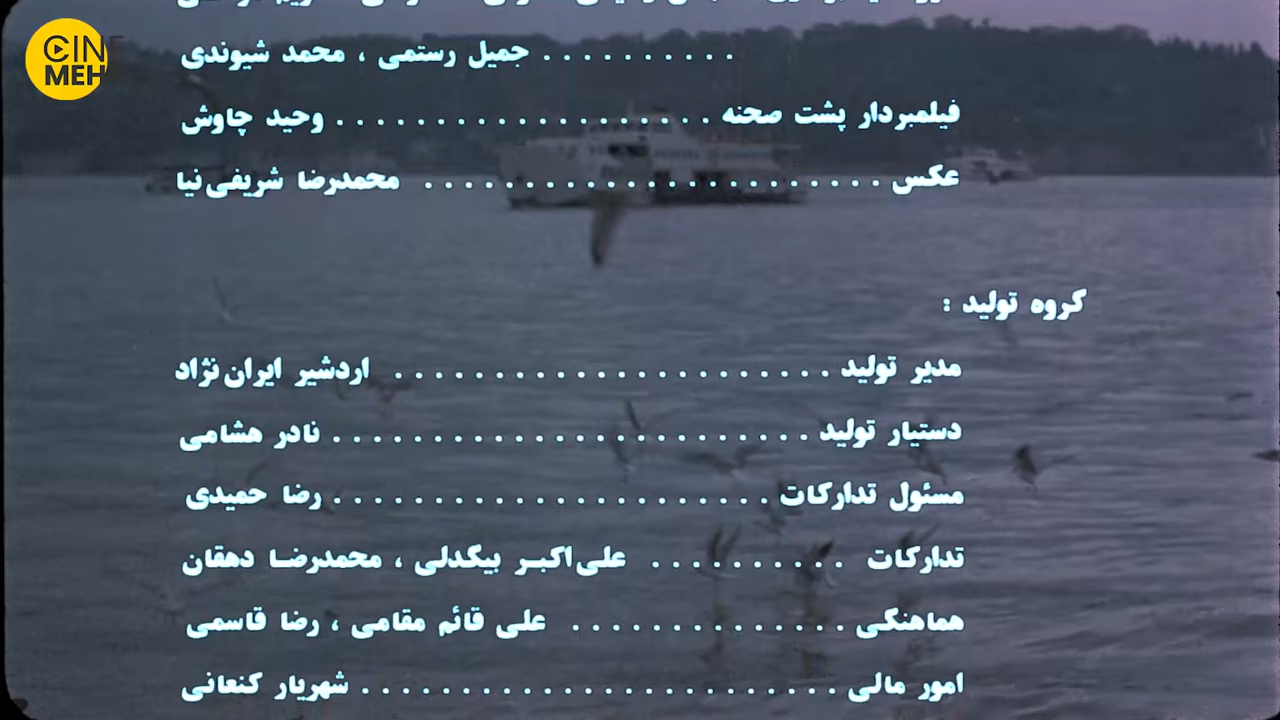 CINE
MEH
جمیل رستمی ، محمد شیوندی . . . . . . . . . .
فیلمبردار پشت صحنه . . . . . . . . . . . . . . . . . . . وحید چاوش
عکس . . . . . . . . . . . . . . . . . . . . . . . محمدرضا شریفی‌نیا
گروه تولید :
مدیر تولید . . . . . . . . . . . . . . . . . . . . . . اردشیر ایران‌نژاد
دستیار تولید . . . . . . . . . . . . . . . . . . . . . . . . نادر هشامی
مسئول تدارکات . . . . . . . . . . . . . . . . . . . . . . رضا حمیدی
تدارکات . . . . . . . . . . علی‌اکبر بیگدلی ، محمدرضا دهقان
هماهنگی . . . . . . . . . . . . . . علی قائم مقامی ، رضا قاسمی
امور مالی . . . . . . . . . . . . . . . . . . . . . . . . شهریار کنعانی